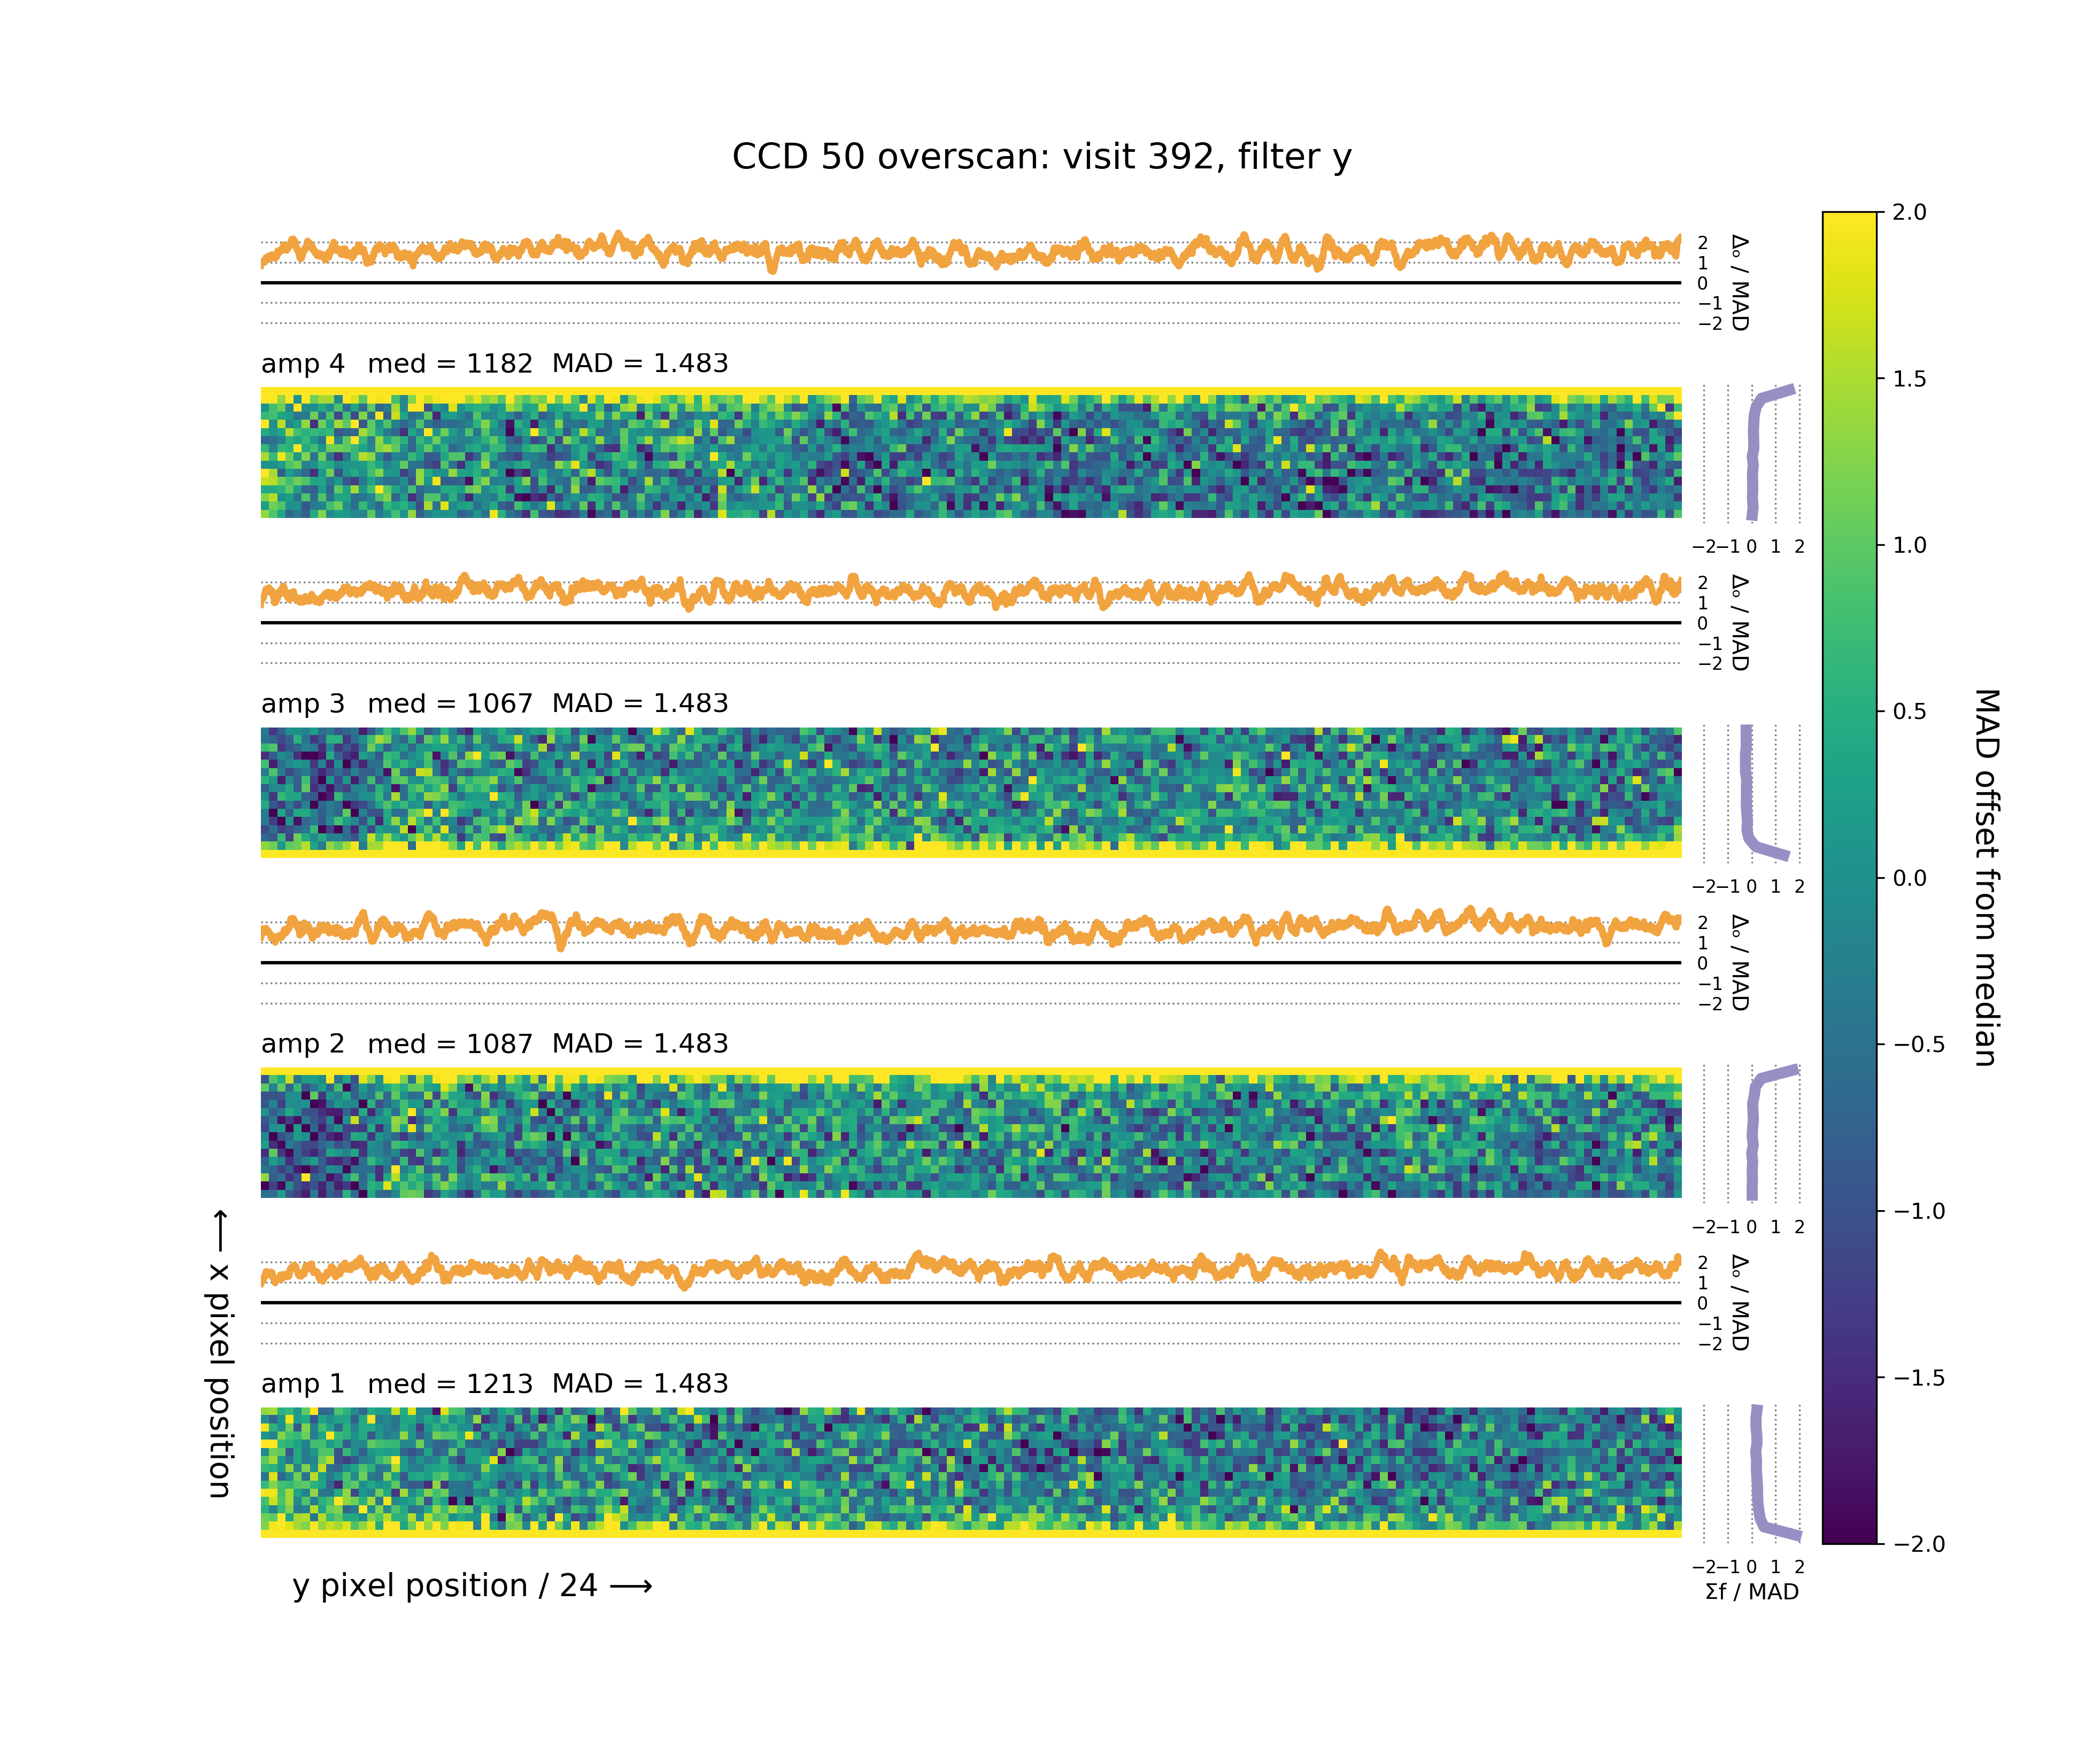 CCD 50 overscan: visit 392, filter y
2
1
0
−1
−2
Δₒ / MAD
amp 4 med = 1182 MAD = 1.483
−2 −1 0 1 2
2
1
0
−1
−2
Δₒ / MAD
amp 3 med = 1067 MAD = 1.483
−2 −1 0 1 2
2
1
0
−1
−2
Δₒ / MAD
amp 2 med = 1087 MAD = 1.483
−2 −1 0 1 2
2
1
0
−1
−2
Δₒ / MAD
amp 1 med = 1213 MAD = 1.483
−2 −1 0 1 2
Σf / MAD
⟵ x pixel position
y pixel position / 24 ⟶
2.0
1.5
1.0
0.5
0.0
−0.5
−1.0
−1.5
−2.0
MAD offset from median